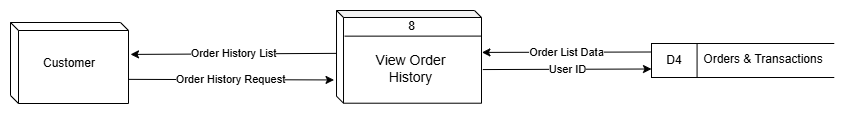 8
Customer
Order History List
Order History Request
View Order
History
Order List Data
User ID
D4
Orders & Transactions